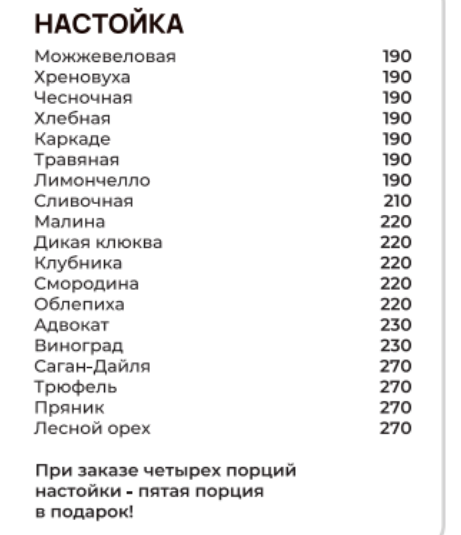 НАСТОЙКА
Можжевеловая 190
Хреновуха 190
Чесночная 190
Хлебная 190
Каркаде 190
Травяная 190
Лимончелло 190
Сливочная 210
Малина 220
Дикая клюква 220
Клубника 220
Смородина 220
Облепиха 220
Адвокат 230
Виноград 230
Саган-Дайля 270
Трюфель 270
Пряник 270
Лесной орех 270
При заказе четырех порций
настойки - пятая порция
в подарок!